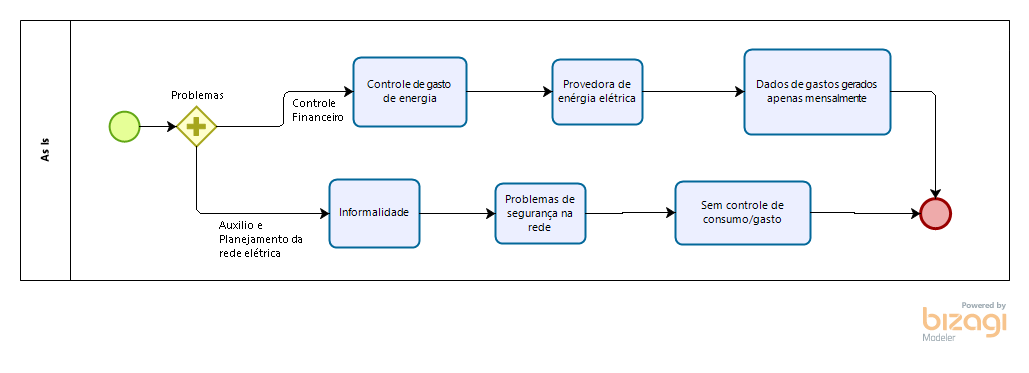 As Is
Problemas
Controle
Financeiro
Controle de gasto
de energia
Provedora de
enérgia elétrica
Dados de gastos gerados
apenas mensalmente
Auxilio e
Planejamento da
rede elétrica
Informalidade
Problemas de
segurança na
rede
Sem controle de
consumo/gasto
Powered by
bizagi
Modeler